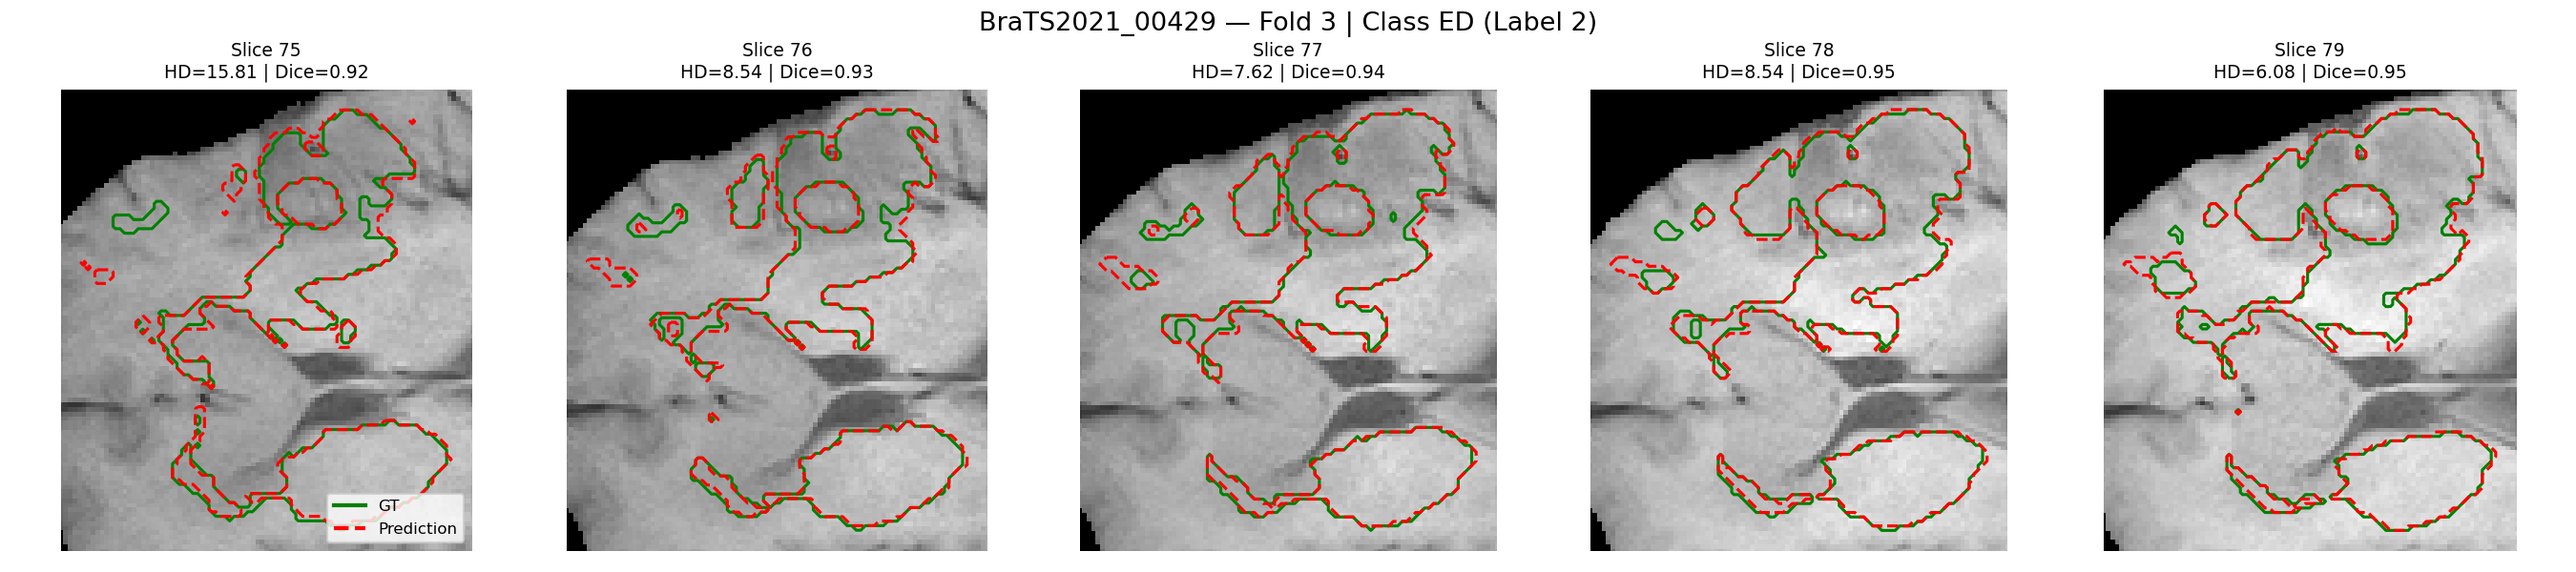 BraTS2021_00429 — Fold 3 | Class ED (Label 2)
Slice 75
HD=15.81 | Dice=0.92
Slice 76
HD=8.54 | Dice=0.93
Slice 77
HD=7.62 | Dice=0.94
Slice 78
HD=8.54 | Dice=0.95
Slice 79
HD=6.08 | Dice=0.95
GT
Prediction